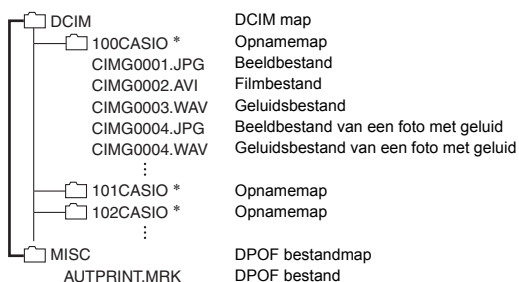 DCIM DCIM map
100CASIO * Opnamemap
CIMG0001.JPG Beeldbestand
CIMG0002.AVI Filmbestand
CIMG0003.WAV Geluidsbestand
CIMG0004.JPG Beeldbestand van een foto met geluid
CIMG0004.WAV Geluidsbestand van een foto met geluid
101CASIO * Opnamemap
102CASIO * Opnamemap
MISC DPOF bestandmap
AUTPRINT.MRK DPOF bestand